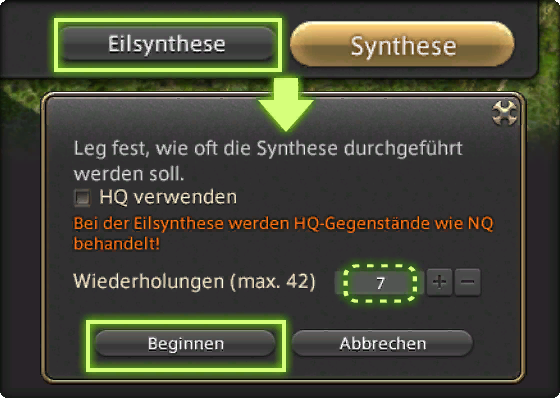 Eilsynthese
Synthese
Leg fest, wie oft die Synthese durchgeführt
werden soll.
HQ verwenden
Bei der Eilsynthese werden HQ-Gegenstände wie NQ
behandelt!
Wiederholungen (max. 42) 7 + −
Beginnen
Abbrechen